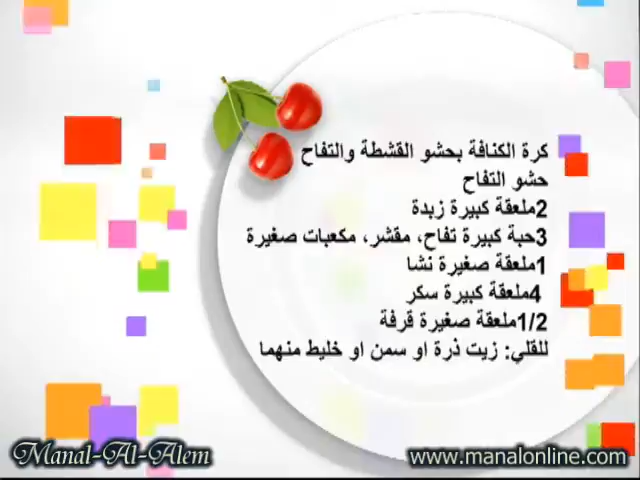 كرة الكنافة بحشو القشطة والتفاح
حشو التفاح
2ملعقة كبيرة زبدة
3حبة كبيرة تفاح، مقشر، مكعبات صغيرة
1ملعقة صغيرة نشا
4ملعقة كبيرة سكر
1/2ملعقة صغيرة قرفة
للقلي: زيت ذرة او سمن او خليط منهما
Manal-Al-Alem
www.manalonline.com